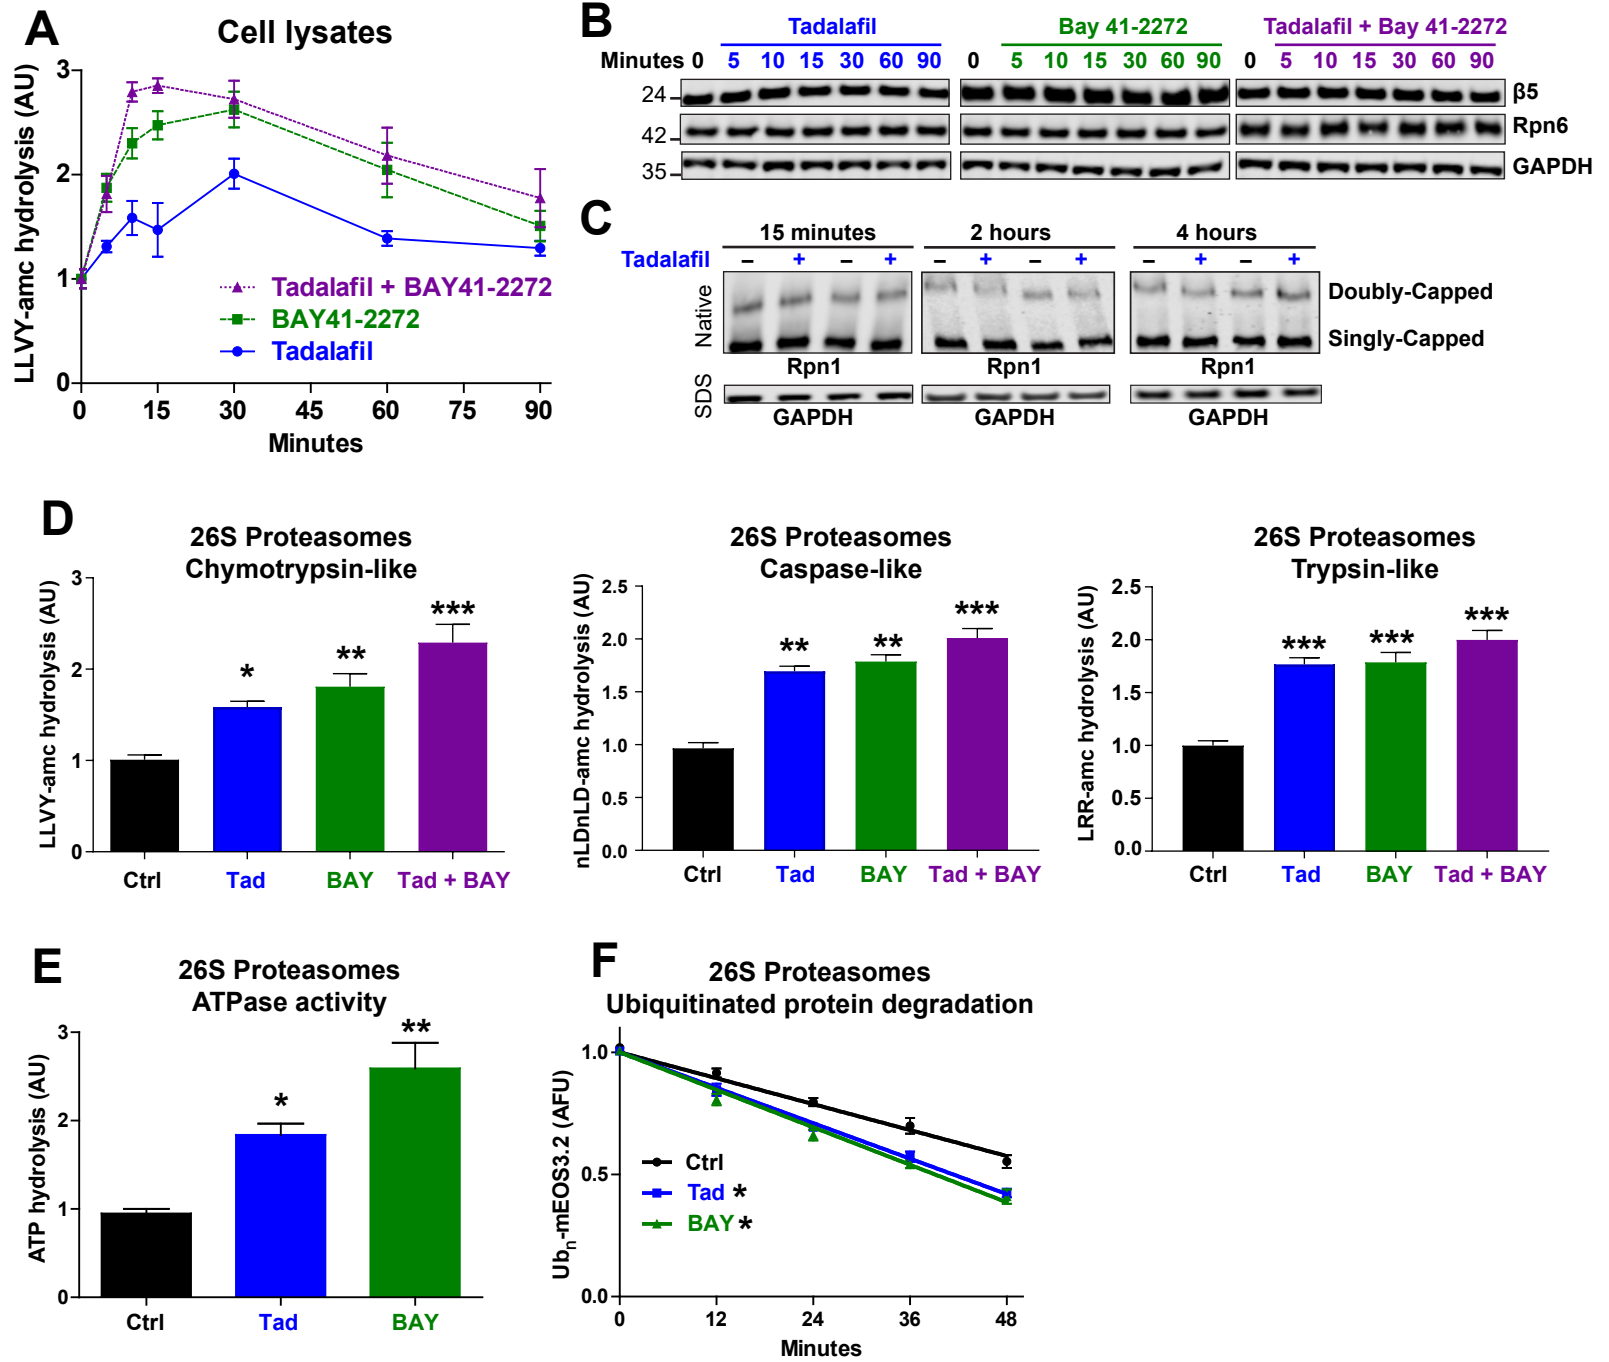 A
Cell lysates
LLVY-amc hydrolysis (AU)
3
2
1
0
0 15 30 45 60 75 90
Minutes
Tadalafil + BAY41-2272
BAY41-2272
Tadalafil
B
Tadalafil Bay 41-2272 Tadalafil + Bay 41-2272
Minutes 0 5 10 15 30 60 90 0 5 10 15 30 60 90 0 5 10 15 30 60 90
24 β5
42 Rpn6
35 GAPDH
C
15 minutes 2 hours 4 hours
Tadalafil – + – + – + – + – + – +
Native
Doubly-Capped
Singly-Capped
Rpn1 Rpn1 Rpn1
SDS
GAPDH GAPDH GAPDH
D
26S Proteasomes
Chymotrypsin-like
LLVY-amc hydrolysis (AU)
3
2
1
0
* ** ***
Ctrl Tad BAY Tad + BAY
26S Proteasomes
Caspase-like
nLDnLD-amc hydrolysis (AU)
2.5
2.0
1.5
1.0
0.5
0.0
** ** ***
Ctrl Tad BAY Tad + BAY
26S Proteasomes
Trypsin-like
LRR-amc hydrolysis (AU)
2.5
2.0
1.5
1.0
0.5
0.0
*** *** ***
Ctrl Tad BAY Tad + BAY
E
26S Proteasomes
ATPase activity
ATP hydrolysis (AU)
3
2
1
0
* **
Ctrl Tad BAY
F
26S Proteasomes
Ubiquitinated protein degradation
Ubn-mEOS3.2 (AFU)
1.0
0.5
0.0
Ctrl
Tad *
BAY *
0 12 24 36 48
Minutes